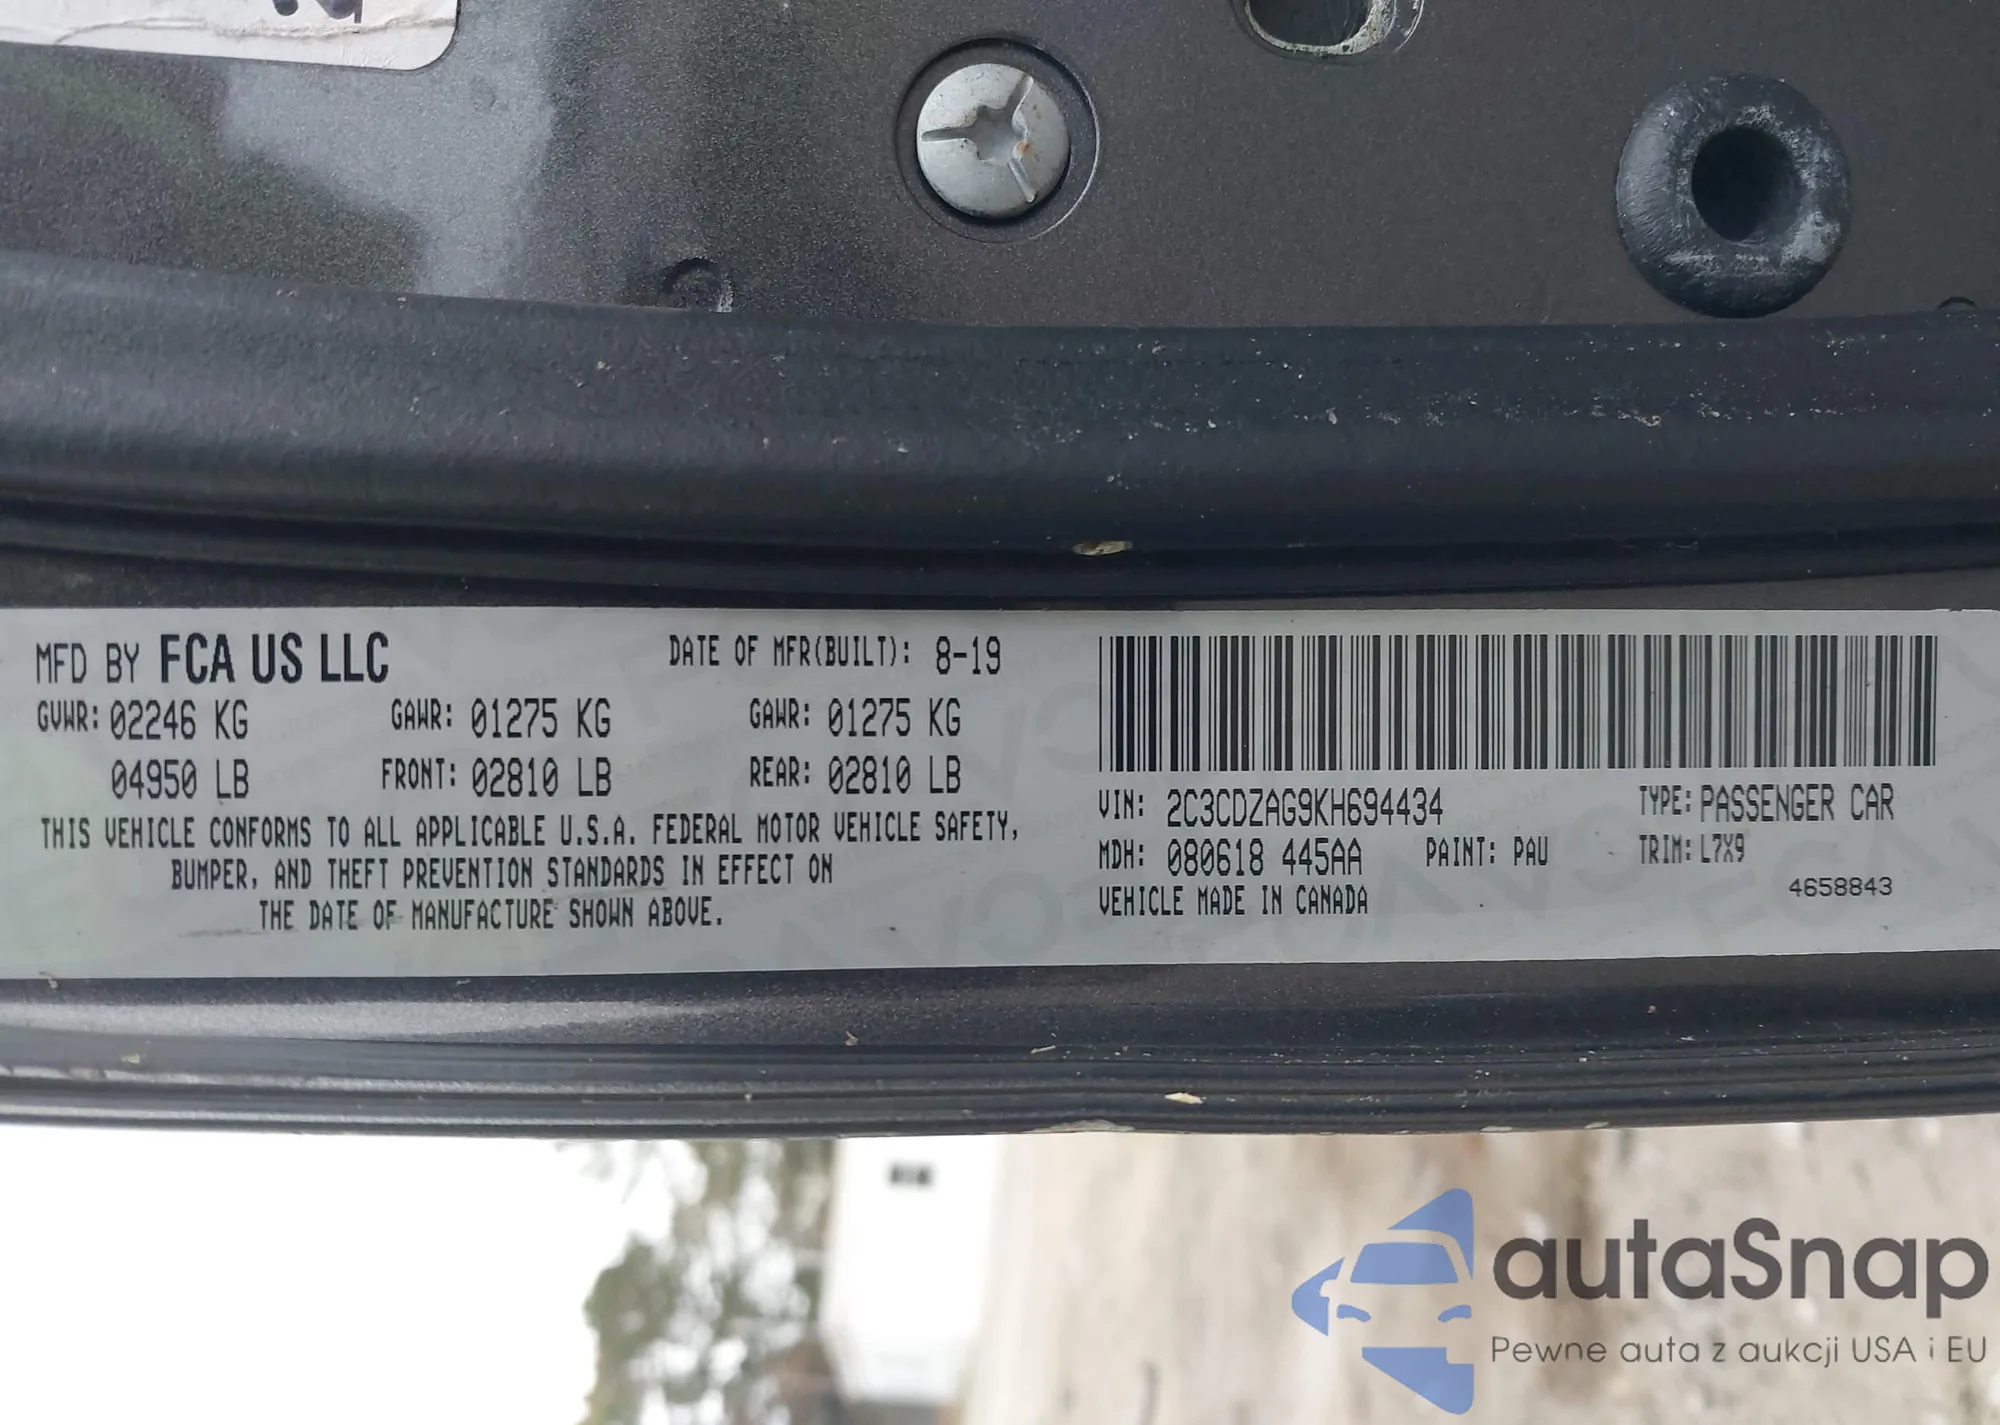 MFD BY FCA US LLC
DATE OF MFR(BUILT): 8-19
GVWR: 02246 KG GAWR: 01275 KG GAWR: 01275 KG
04950 LB FRONT: 02810 LB REAR: 02810 LB
THIS VEHICLE CONFORMS TO ALL APPLICABLE U.S.A. FEDERAL MOTOR VEHICLE SAFETY,
BUMPER, AND THEFT PREVENTION STANDARDS IN EFFECT ON
THE DATE OF MANUFACTURE SHOWN ABOVE.
VIN: 2C3CDZAG9KH694434 TYPE: PASSENGER CAR
MDH: 080618 445AA PAINT: PAU TRIM: L7X9
VEHICLE MADE IN CANADA
4658843
autaSnap
Pewne auta z aukcji USA i EU